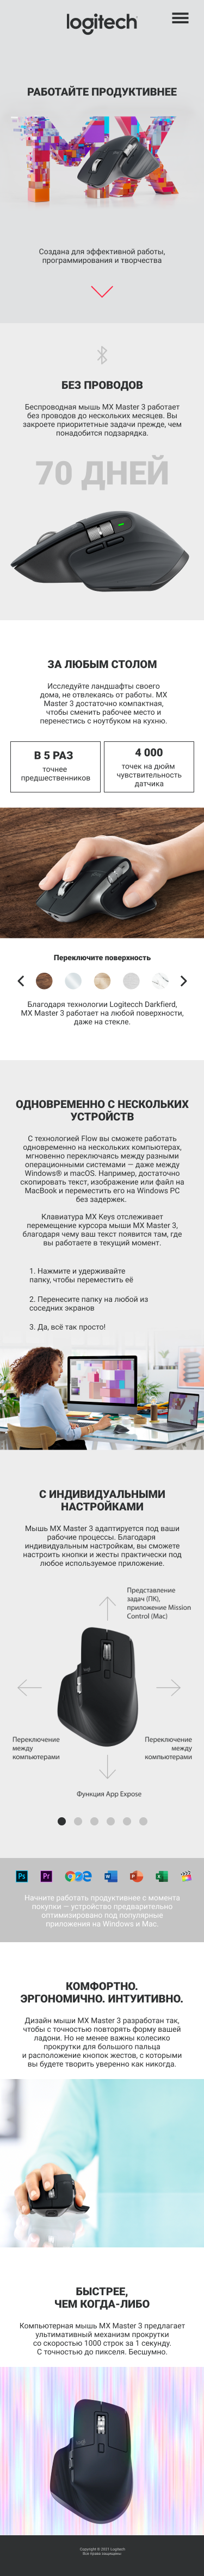 logitech
РАБОТАЙТЕ ПРОДУКТИВНЕЕ
Создана для эффективной работы,
программирования и творчества
БЕЗ ПРОВОДОВ
Беспроводная мышь MX Master 3 работает
без проводов до нескольких месяцев. Вы
закроете приоритетные задачи прежде, чем
понадобится подзарядка.
70 ДНЕЙ
ЗА ЛЮБЫМ СТОЛОМ
Исследуйте ландшафты своего
дома, не отвлекаясь от работы. MX
Master 3 достаточно компактная,
чтобы сменить рабочее место и
перенестись с ноутбуком на кухню.
В 5 РАЗ
точнее
предшественников
4 000
точек на дюйм
чувствительность
датчика
Переключите поверхность
Благодаря технологии Logitecch Darkfierd,
MX Master 3 работает на любой поверхности,
даже на стекле.
ОДНОВРЕМЕННО С НЕСКОЛЬКИХ
УСТРОЙСТВ
С технологией Flow вы сможете работать
одновременно на нескольких компьютерах,
мгновенно переключаясь между разными
операционными системами — даже между
Windows® и macOS. Например, достаточно
скопировать текст, изображение или файл на
MacBook и переместить его на Windows PC
без задержек.
Клавиатура MX Keys отслеживает
перемещение курсора мыши MX Master 3,
благодаря чему ваш текст появится там, где
вы работаете в текущий момент.
1. Нажмите и удерживайте
папку, чтобы переместить её
2. Перенесите папку на любой из
соседних экранов
3. Да, всё так просто!
С ИНДИВИДУАЛЬНЫМИ
НАСТРОЙКАМИ
Мышь MX Master 3 адаптируется под ваши
рабочие процессы. Благодаря
индивидуальным настройкам, вы сможете
настроить кнопки и жесты практически под
любое используемое приложение.
Представление
задач (ПК),
приложение Mission
Control (Mac)
Переключение
между
компьютерами
Переключение
между
компьютерами
Функция App Expose
Ps Pr W P X
Начните работать продуктивнее с момента
покупки — устройство предварительно
оптимизировано под популярные
приложения на Windows и Mac.
КОМФОРТНО.
ЭРГОНОМИЧНО. ИНТУИТИВНО.
Дизайн мыши MX Master 3 разработан так,
чтобы с точностью повторять форму вашей
ладони. Но не менее важны колесико
прокрутки для большого пальца
и расположение кнопок жестов, с которыми
вы будете творить уверенно как никогда.
БЫСТРЕЕ,
ЧЕМ КОГДА-ЛИБО
Компьютерная мышь MX Master 3 предлагает
ультимативный механизм прокрутки
со скоростью 1000 строк за 1 секунду.
С точностью до пикселя. Бесшумно.
Copyright © 2021 Logitech
Все права защищены